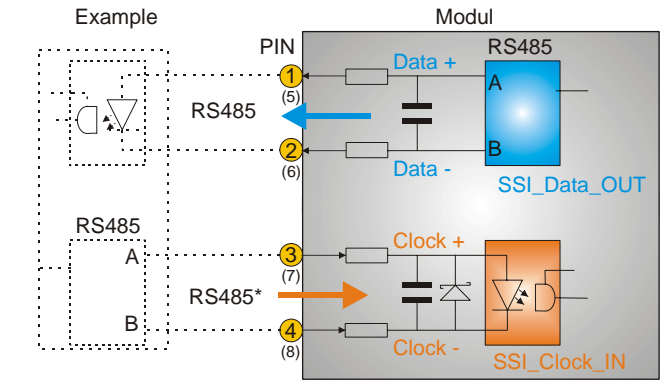 Example
Modul
PIN
RS485
Data +
1
(5)
A
RS485
2
(6)
B
Data -
SSI_Data_OUT
RS485
A
3
(7)
Clock +
RS485*
B
4
(8)
Clock -
SSI_Clock_IN